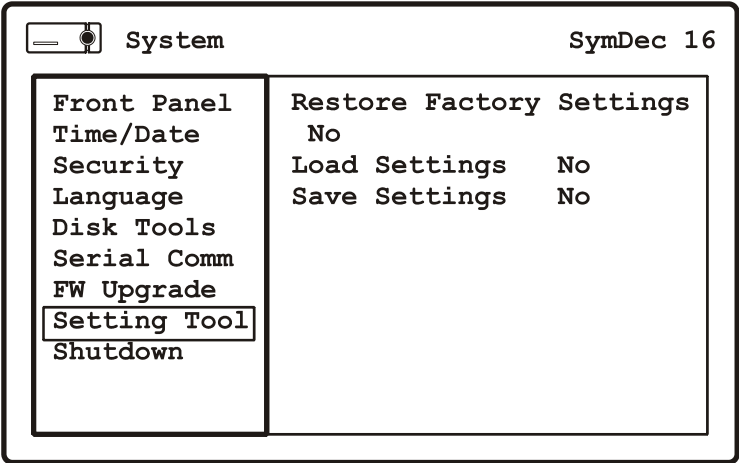 System
SymDec 16
Front Panel
Time/Date
Security
Language
Disk Tools
Serial Comm
FW Upgrade
Setting Tool
Shutdown
Restore Factory Settings
No
Load Settings No
Save Settings No